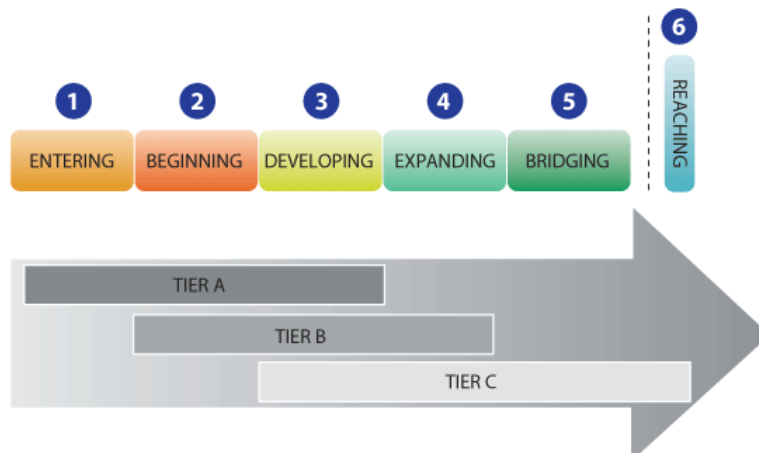 6
1 2 3 4 5
REACHING
ENTERING BEGINNING DEVELOPING EXPANDING BRIDGING
TIER A
TIER B
TIER C